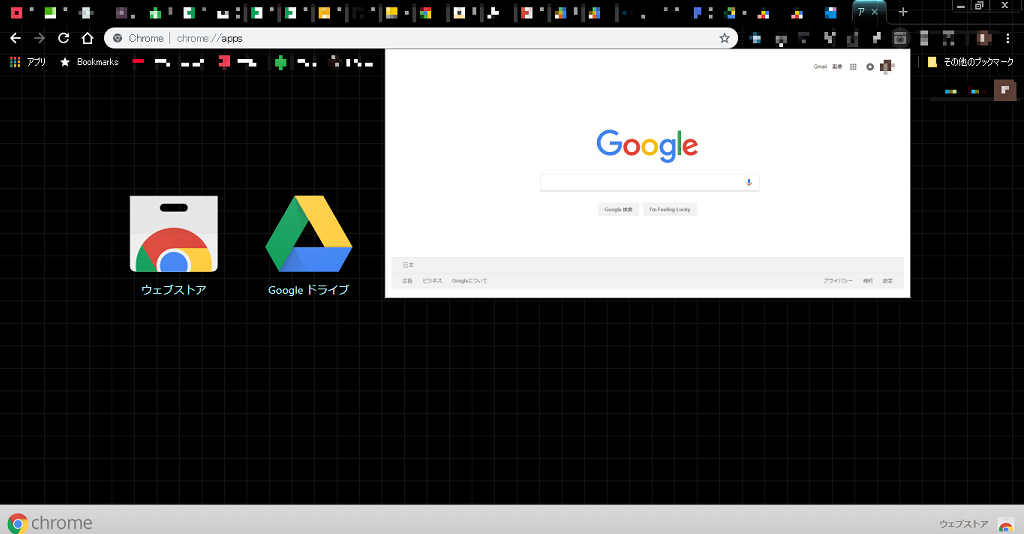 ア
Chrome | chrome://apps
アプリ Bookmarks その他のブックマーク
Gmail 画像
Google
Google 検索 I'm Feeling Lucky
ウェブストア Google ドライブ
日本
広告 ビジネス Googleについて プライバシー 規約 設定
chrome ウェブストア